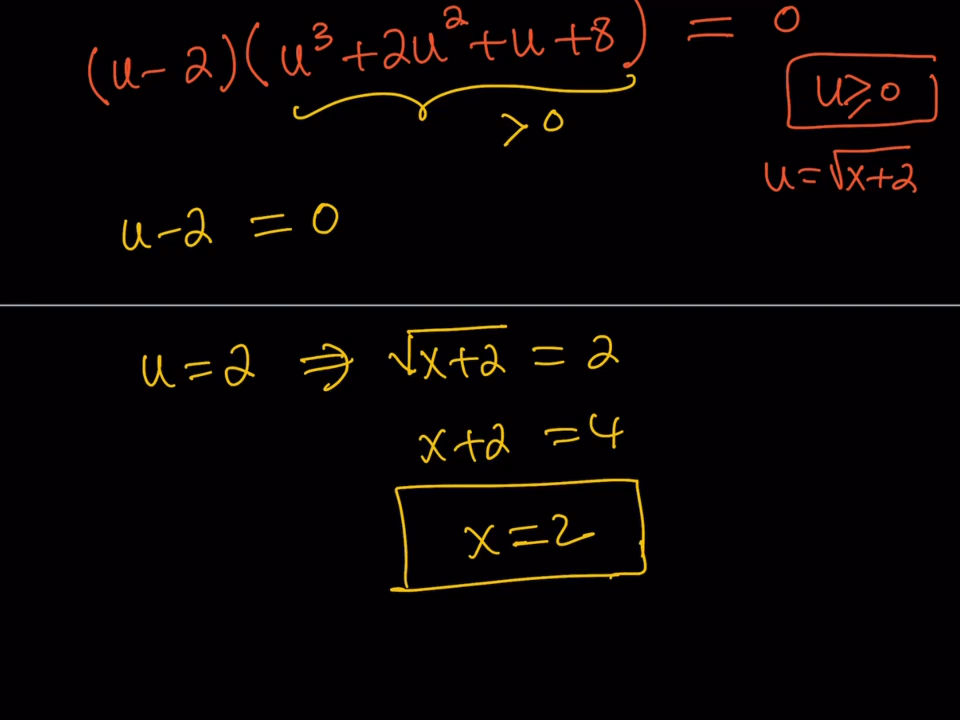 (u-2)(u³+2u²+u+8) = 0
u≥0
>0
u=√x+2
u-2 = 0
u=2 ⇒ √x+2 = 2
x+2 =4
x=2